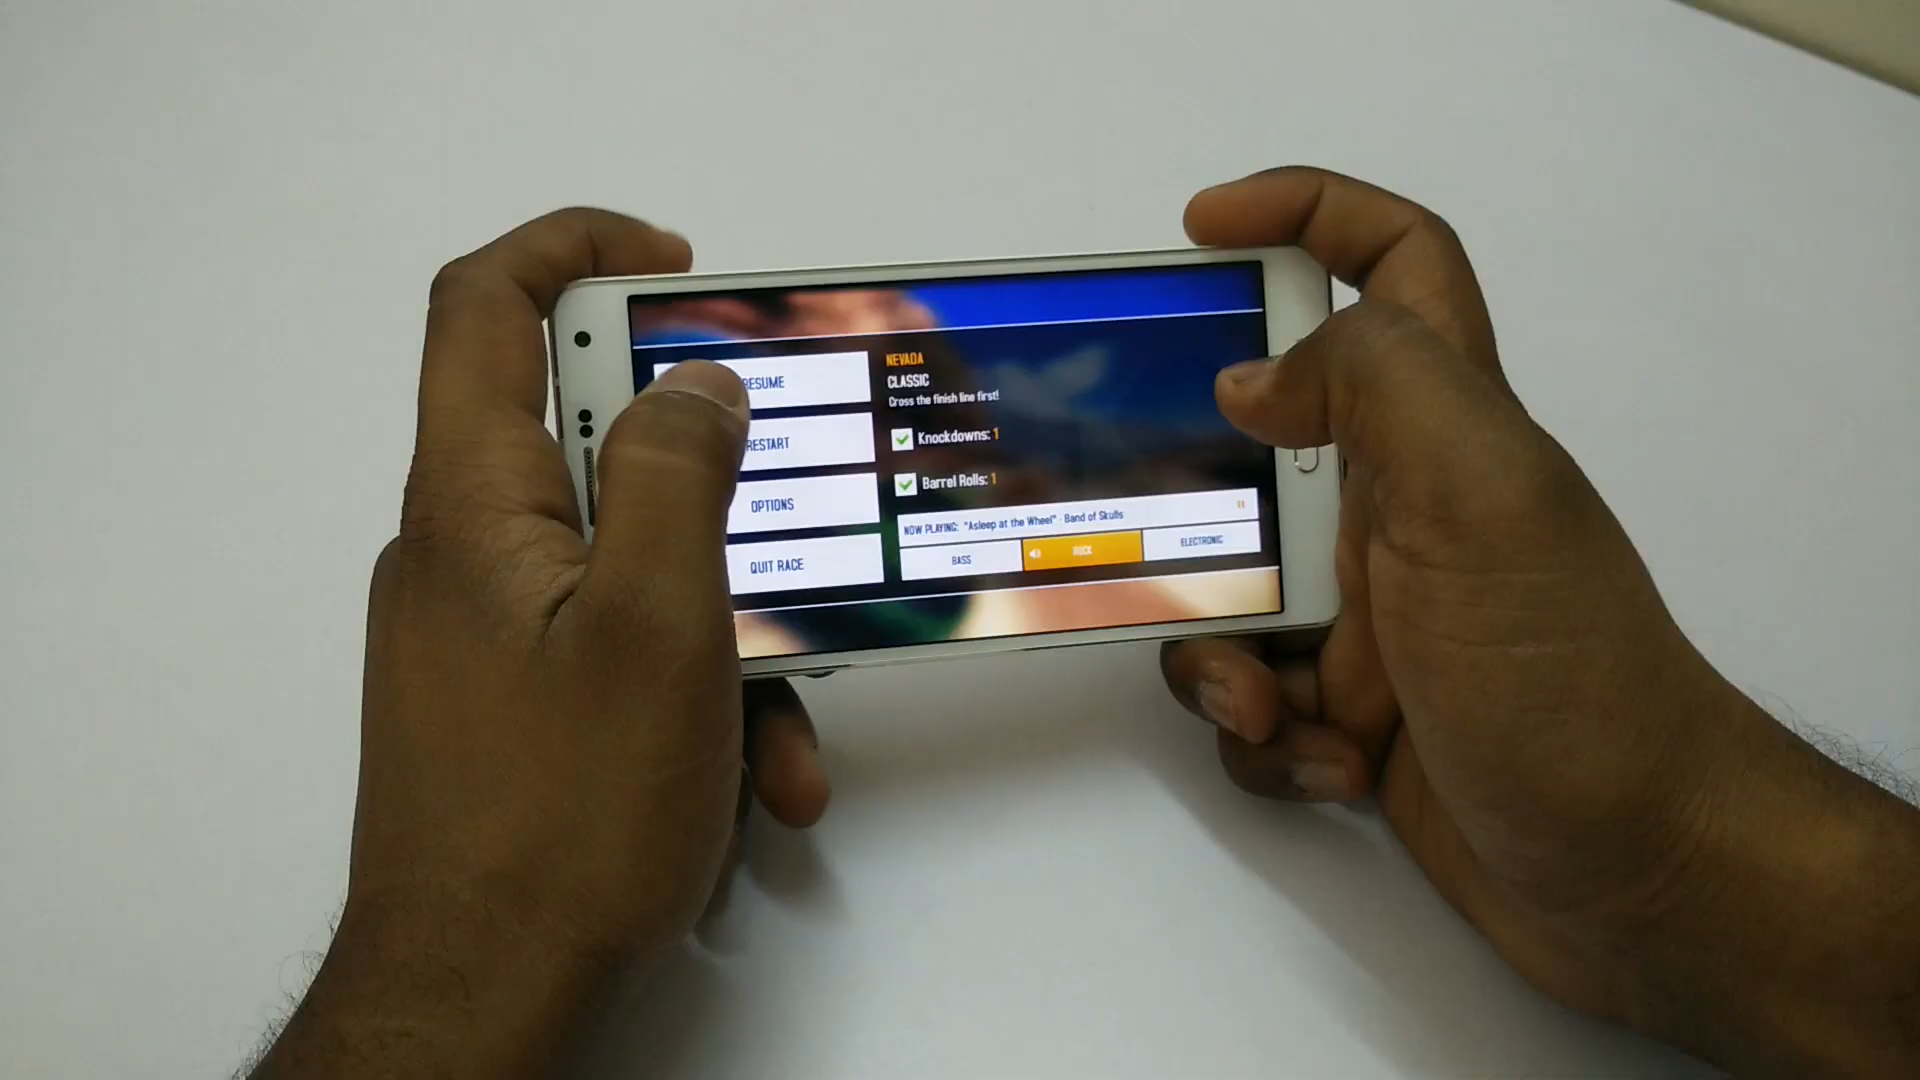 RESUME
RESTART
OPTIONS
QUIT RACE
NEVADA
CLASSIC
Cross the finish line first!
Knockdowns: 1
Barrel Rolls: 1
NOW PLAYING: "Asleep at the Wheel" - Band of Skulls
BASS
ROCK
ELECTRONIC